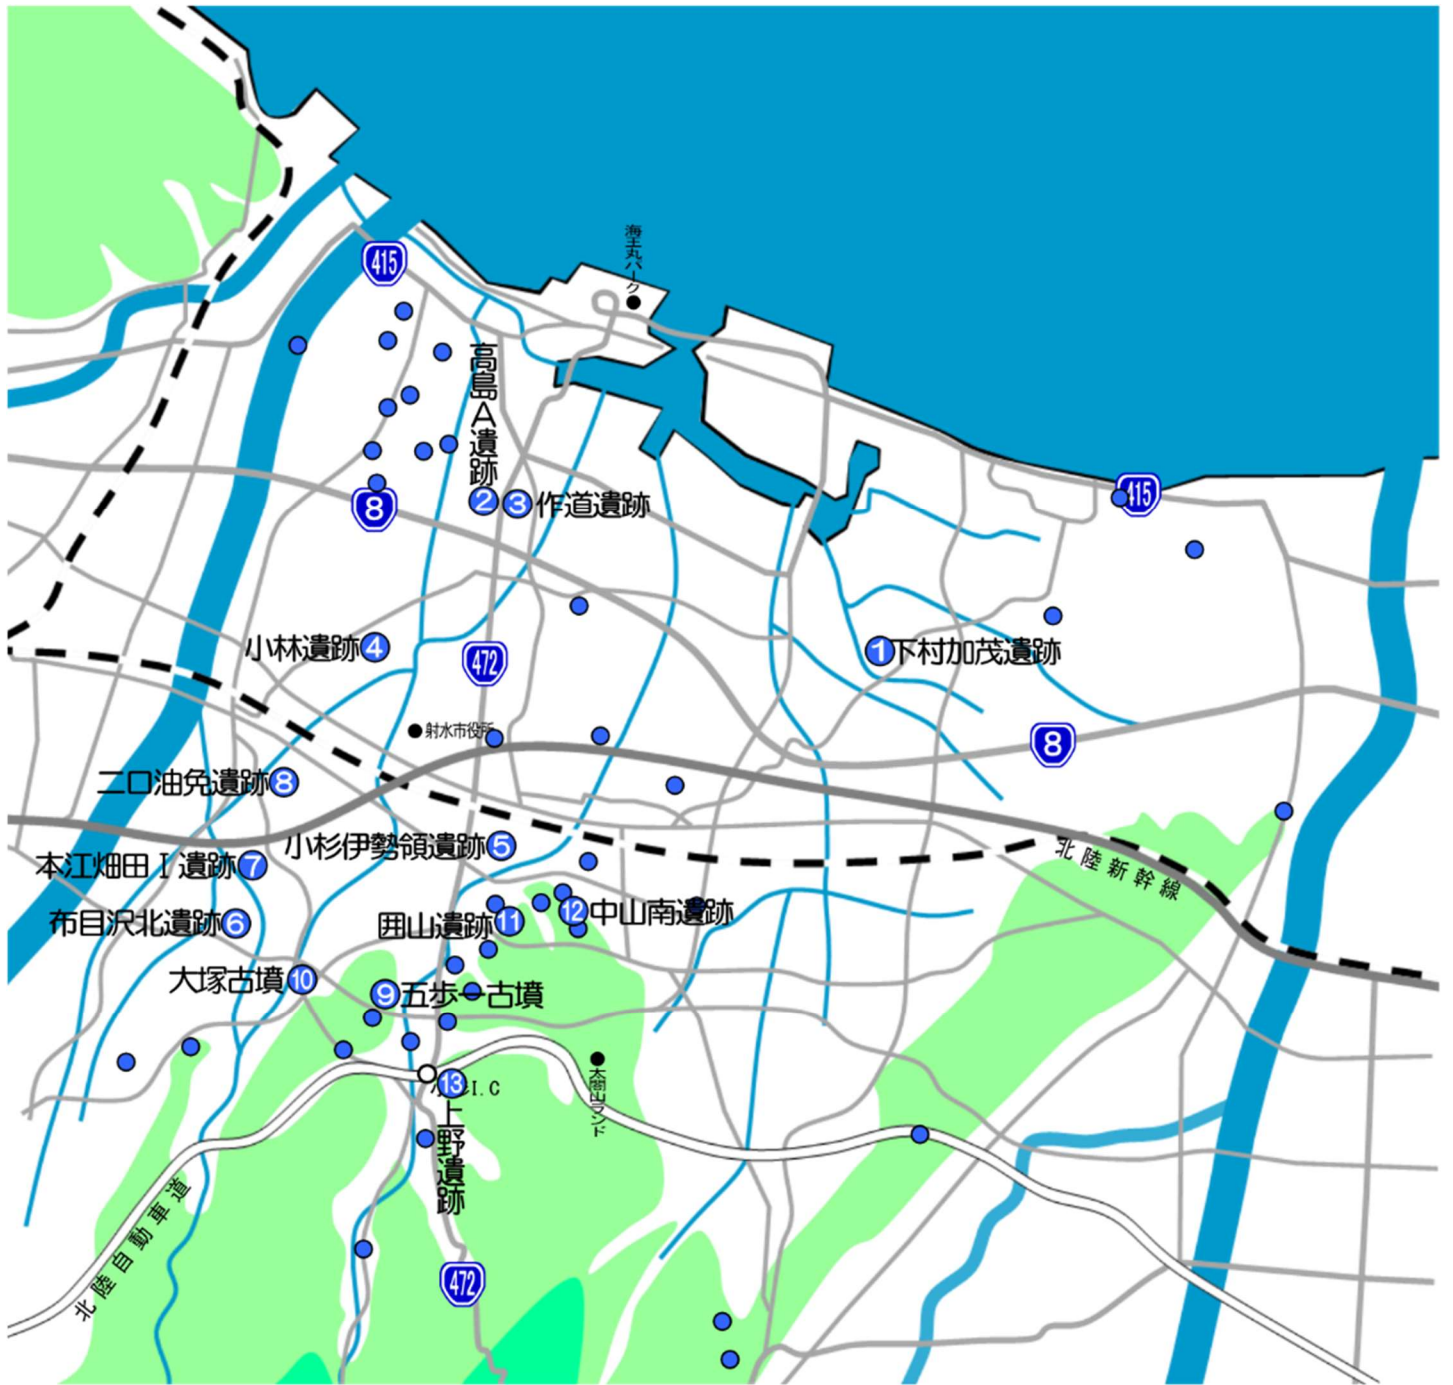 海王丸パーク
415
高島A遺跡
8
2
3 作道遺跡
415
小林遺跡 4
472
1 下村加茂遺跡
射水市役所
8
二口油免遺跡 8
小杉伊勢領遺跡 5
本江畑田I遺跡 7
北陸新幹線
布目沢北遺跡 6
囲山遺跡 11
12 中山南遺跡
大塚古墳 10
9 五歩一古墳
太閤山ランド
13
I.C
上野遺跡
北陸自動車道
472